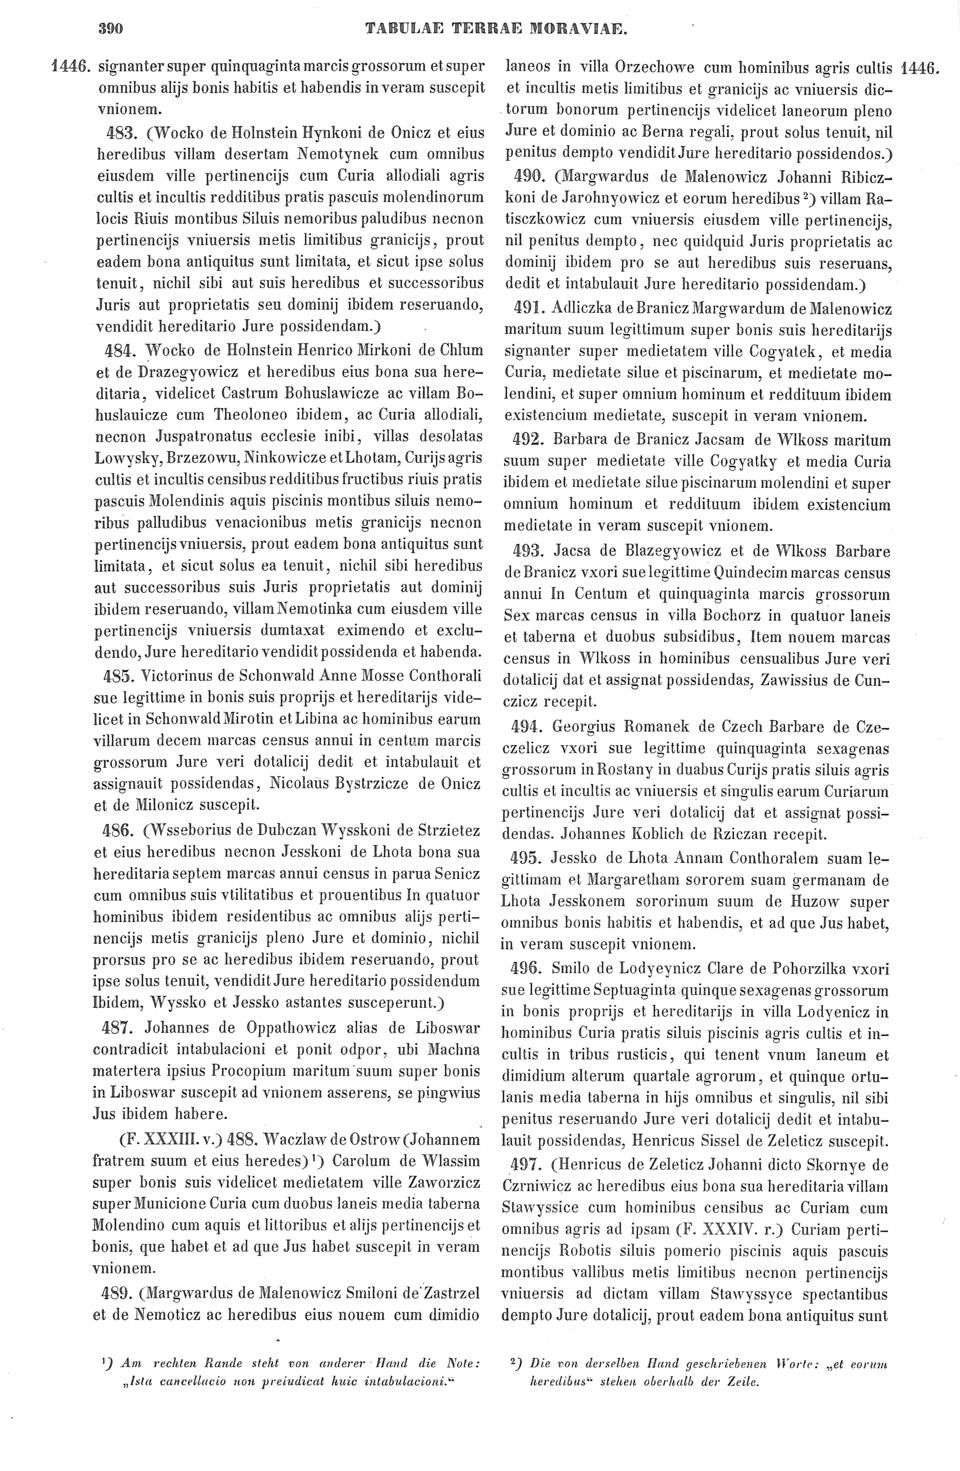 390
TABULAE TERRAE MORAVIAE.
1446. signanter super quinquaginta marcis grossorum et super
omnibus alijs bonis habitis et habendis in veram suscepit
vnionem.
483. (Wocko de Holnstein Hynkoni de Onicz et eius
heredibus villam desertam Nemotynek cum omnibus
eiusdem ville pertinencijs cum Curia allodiali agris
cultis et incultis redditibus pratis pascuis molendinorum
locis Riuis montibus Siluis nemoribus paludibus necnon
pertinencijs vniuersis metis limitibus granicijs, prout
eadem bona antiquitus sunt limitata, et sicut ipse solus
tenuit, nichil sibi aut suis heredibus et successoribus
Juris aut proprietatis seu dominij ibidem reseruando,
vendidit hereditario Jure possidendam.)
484. Wocko de Holnstein Henrico Mirkoni de Chlum
et de Drazegyowicz et heredibus eius bona sua here-
ditaria, videlicet Castrum Bohuslawicze ac villam Bo-
huslauicze cum Theoloneo ibidem, ac Curia allodiali,
necnon Juspatronatus ecclesie inibi, villas desolatas
Lowysky, Brzezowu, Ninkowicze et Lhotam, Curijs agris
cultis et incultis censibus redditibus fructibus riuis pratis
pascuis Molendinis aquis piscinis montibus siluis nemo-
ribus palludibus venacionibus metis granicijs necnon
pertinencijs vniuersis, prout eadem bona antiquitus sunt
limitata, et sicut solus ea tenuit, nichil sibi heredibus
aut successoribus suis Juris proprietatis aut dominij
ibidem reseruando, villam Nemotinka cum eiusdem ville
pertinencijs vniuersis dumtaxat eximendo et exclu-
dendo, Jure hereditario vendidit possidenda et habenda.
485. Victorinus de Schonwald Anne Mosse Conthorali
sue legittime in bonis suis proprijs et hereditarijs vide-
licet in Schonwald Mirotin et Libina ac hominibus earum
villarum decem marcas census annui in centum marcis
grossorum Jure veri dotalicij dedit et intabulauit et
assignauit possidendas, Nicolaus Bystrzicze de Onicz
et de Milonicz suscepit.
486. (Wsseborius de Dubczan Wysskoni de Strzietez
et eius heredibus necnon Jesskoni de Lhota bona sua
hereditaria septem marcas annui census in parua Senicz
cum omnibus suis vtilitatibus et prouentibus In quatuor
hominibus ibidem residentibus ac omnibus alijs perti-
nencijs metis granicijs pleno Jure et dominio, nichil
prorsus pro se ac heredibus ibidem reseruando, prout
ipse solus tenuit, vendidit Jure hereditario possidendum
Ibidem, Wyssko et Jessko astantes susceperunt.)
487. Johannes de Oppathowicz alias de Liboswar
contradicit intabulacioni et ponit odpor, ubi Machna
matertera ipsius Procopium maritum suum super bonis
in Liboswar suscepit ad vnionem asserens, se pingwius
Jus ibidem habere.
(F. XXXIII. v.) 488. Waczlaw de Ostrow (Johannem
fratrem suum et eius heredes) ¹) Carolum de Wlassim
super bonis suis videlicet medietatem ville Zaworzicz
super Municione Curia cum duobus laneis media taberna
Molendino cum aquis et littoribus et alijs pertinencijs et
bonis, que habet et ad que Jus habet suscepit in veram
vnionem.
489. (Margwardus de Malenowicz Smiloni de Zastrzel
et de Nemoticz ac heredibus eius nouem cum dimidio
¹) Am rechten Rande steht von anderer Hand die Note:
„Ista cancellacio non preiudicat huic intabulacioni.“
laneos in villa Orzechowe cum hominibus agris cultis 1446.
et incultis metis limitibus et granicijs ac vniuersis dic-
torum bonorum pertinencijs videlicet laneorum pleno
Jure et dominio ac Berna regali, prout solus tenuit, nil
penitus dempto vendidit Jure hereditario possidendos.)
490. (Margwardus de Malenowicz Johanni Ribicz-
koni de Jarohnyowicz et eorum heredibus ²) villam Ra-
tisczkowicz cum vniuersis eiusdem ville pertinencijs,
nil penitus dempto, nec quidquid Juris proprietatis ac
dominij ibidem pro se aut heredibus suis reseruans,
dedit et intabulauit Jure hereditario possidendam.)
491. Adliczka de Branicz Margwardum de Malenowicz
maritum suum legittimum super bonis suis hereditarijs
signanter super medietatem ville Cogyatek, et media
Curia, medietate silue et piscinarum, et medietate mo-
lendini, et super omnium hominum et reddituum ibidem
existencium medietate, suscepit in veram vnionem.
492. Barbara de Branicz Jacsam de Wlkoss maritum
suum super medietate ville Cogyatky et media Curia
ibidem et medietate silue piscinarum molendini et super
omnium hominum et reddituum ibidem existencium
medietate in veram suscepit vnionem.
493. Jacsa de Blazegyowicz et de Wlkoss Barbare
de Branicz vxori sue legittime Quindecim marcas census
annui In Centum et quinquaginta marcis grossorum
Sex marcas census in villa Bochorz in quatuor laneis
et taberna et duobus subsidibus, Item nouem marcas
census in Wlkoss in hominibus censualibus Jure veri
dotalicij dat et assignat possidendas, Zawissius de Cun-
czicz recepit.
494. Georgius Romanek de Czech Barbare de Cze-
czelicz vxori sue legittime quinquaginta sexagenas
grossorum in Rostany in duabus Curijs pratis siluis agris
cultis et incultis ac vniuersis et singulis earum Curiarum
pertinencijs Jure veri dotalicij dat et assignat possi-
dendas. Johannes Koblich de Rziczan recepit.
495. Jessko de Lhota Annam Conthoralem suam le-
gittimam et Margaretham sororem suam germanam de
Lhota Jesskonem sororinum suum de Huzow super
omnibus bonis habitis et habendis, et ad que Jus habet,
in veram suscepit vnionem.
496. Smilo de Lodyeynicz Clare de Pohorzilka vxori
sue legittime Septuaginta quinque sexagenas grossorum
in bonis proprijs et hereditarijs in villa Lodyenicz in
hominibus Curia pratis siluis piscinis agris cultis et in-
cultis in tribus rusticis, qui tenent vnum laneum et
dimidium alterum quartale agrorum, et quinque ortu-
lanis media taberna in hijs omnibus et singulis, nil sibi
penitus reseruando Jure veri dotalicij dedit et intabu-
lauit possidendas, Henricus Sissel de Zeleticz suscepit.
497. (Henricus de Zeleticz Johanni dicto Skornye de
Czrniwicz ac heredibus eius bona sua hereditaria villam
Stawyssice cum hominibus censibus ac Curiam cum
omnibus agris ad ipsam (F. XXXIV. r.) Curiam perti-
nencijs Robotis siluis pomerio piscinis aquis pascuis
montibus vallibus metis limitibus necnon pertinencijs
vniuersis ad dictam villam Stawyssyce spectantibus
dempto Jure dotalicij, prout eadem bona antiquitus sunt
²) Die von derselben Hand geschriebenen Worte: „et eorum
heredibus“ stehen oberhalb der Zeile.